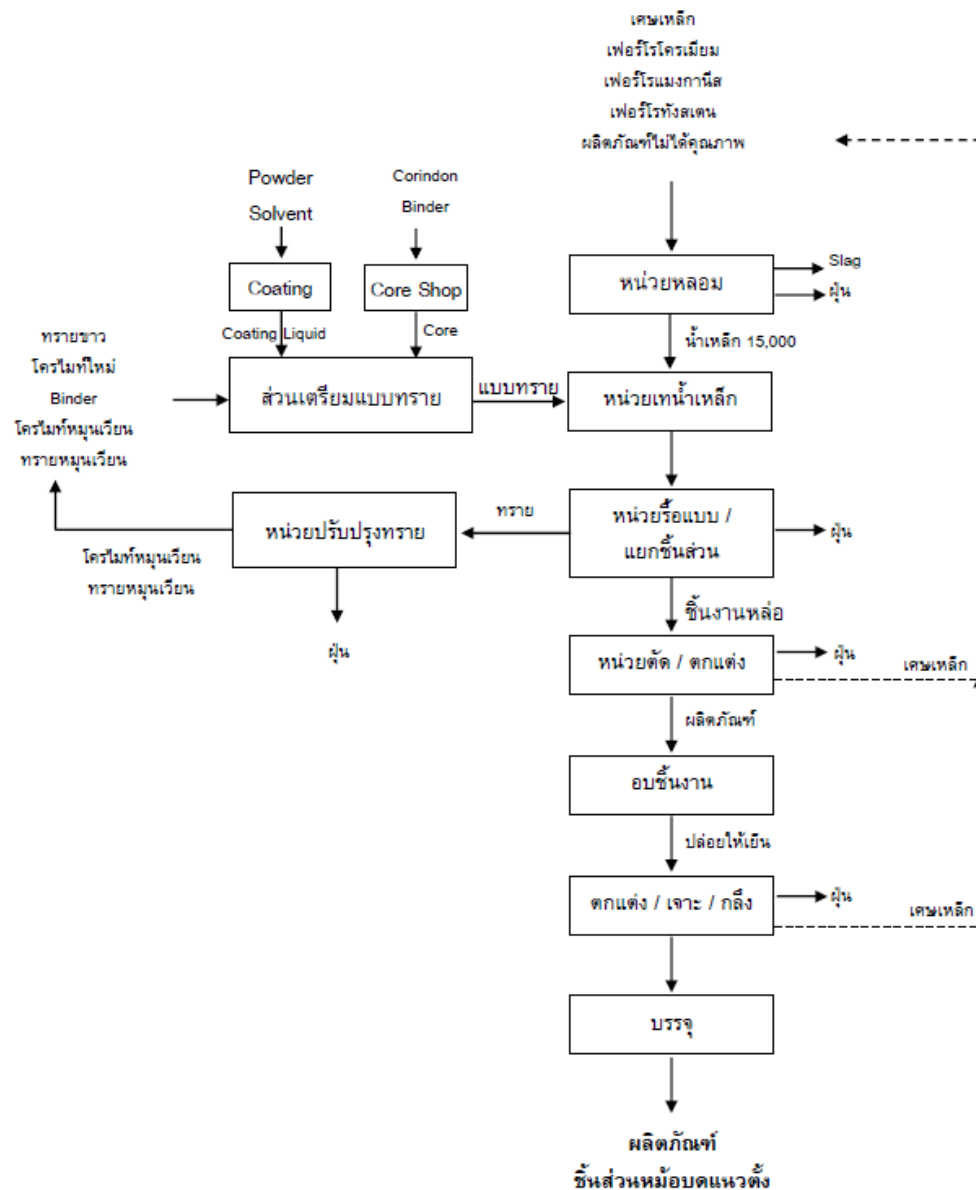 เศษเหล็ก
เฟอร์โรโครเมียม
เฟอร์โรแมงกานีส
เฟอร์โรทังสเตน
ผลิตภัณฑ์ไม่ได้คุณภาพ
Powder
Solvent
Corindon
Binder
Coating
Core Shop
หน่วยหลอม
Slag
ฝุ่น
Coating Liquid
Core
น้ำเหล็ก 15,000
ทรายขาว
โครไมท์ใหม่
Binder
โครไมท์หมุนเวียน
ทรายหมุนเวียน
ส่วนเตรียมแบบทราย
แบบทราย
หน่วยเทน้ำเหล็ก
หน่วยปรับปรุงทราย
ทราย
หน่วยรื้อแบบ /
แยกชิ้นส่วน
ฝุ่น
โครไมท์หมุนเวียน
ทรายหมุนเวียน
ฝุ่น
ชิ้นงานหล่อ
หน่วยตัด / ตกแต่ง
ฝุ่น
เศษเหล็ก
ผลิตภัณฑ์
อบชิ้นงาน
ปล่อยให้เย็น
ตกแต่ง / เจาะ / กลึง
ฝุ่น
เศษเหล็ก
บรรจุ
ผลิตภัณฑ์
ชิ้นส่วนหม้อบดแนวตั้ง